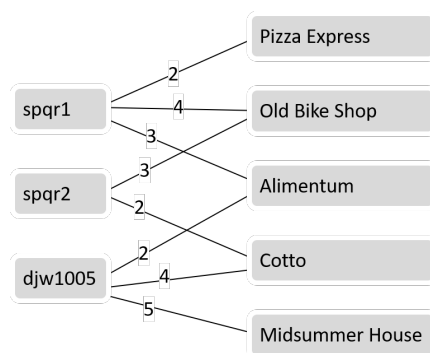 Pizza Express
2
spqr1
4
Old Bike Shop
3
3
Alimentum
spqr2
2
2
Cotto
djw1005
4
5
Midsummer House